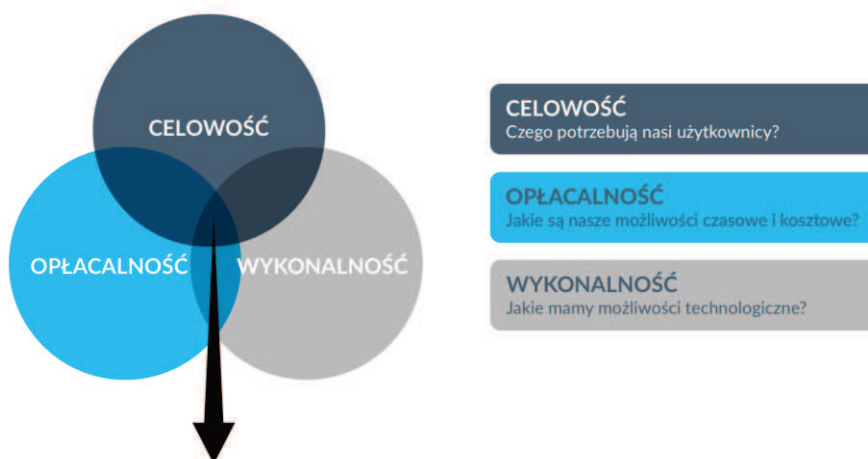 CELOWOŚĆ
OPŁACALNOŚĆ
WYKONALNOŚĆ
CELOWOŚĆ
Czego potrzebują nasi użytkownicy?
OPŁACALNOŚĆ
Jakie są nasze możliwości czasowe i kosztowe?
WYKONALNOŚĆ
Jakie mamy możliwości technologiczne?